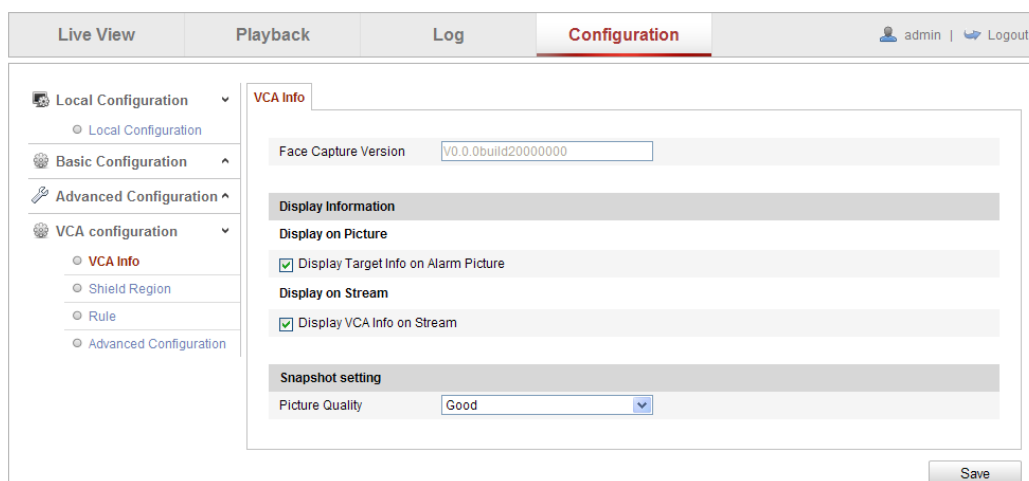 Live View Playback Log Configuration admin | Logout
Local Configuration
Local Configuration
Basic Configuration
Advanced Configuration
VCA configuration
VCA Info
Shield Region
Rule
Advanced Configuration
VCA Info
Face Capture Version V0.0.0build20000000
Display Information
Display on Picture
Display Target Info on Alarm Picture
Display on Stream
Display VCA Info on Stream
Snapshot setting
Picture Quality Good
Save